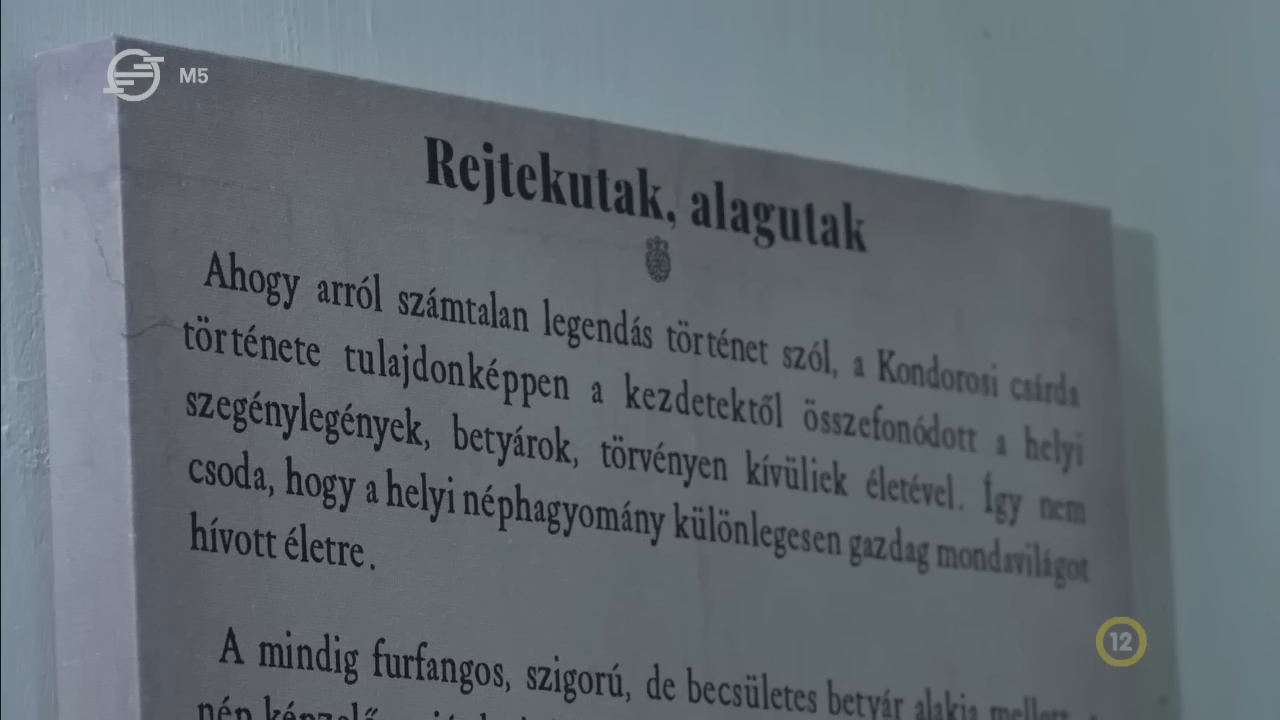 M5
Rejtekutak, alagutak
Ahogy arról számtalan legendás történet szól, a Kondorosi csárda
története tulajdonképpen a kezdetektől összefonódott a helyi
szegénylegények, betyárok, törvényen kívüliek életével. Így nem
csoda, hogy a helyi néphagyomány különlegesen gazdag mondavilágot
hívott életre.
12
A mindig furfangos, szigorú, de becsületes betyár alakja mellett
nép